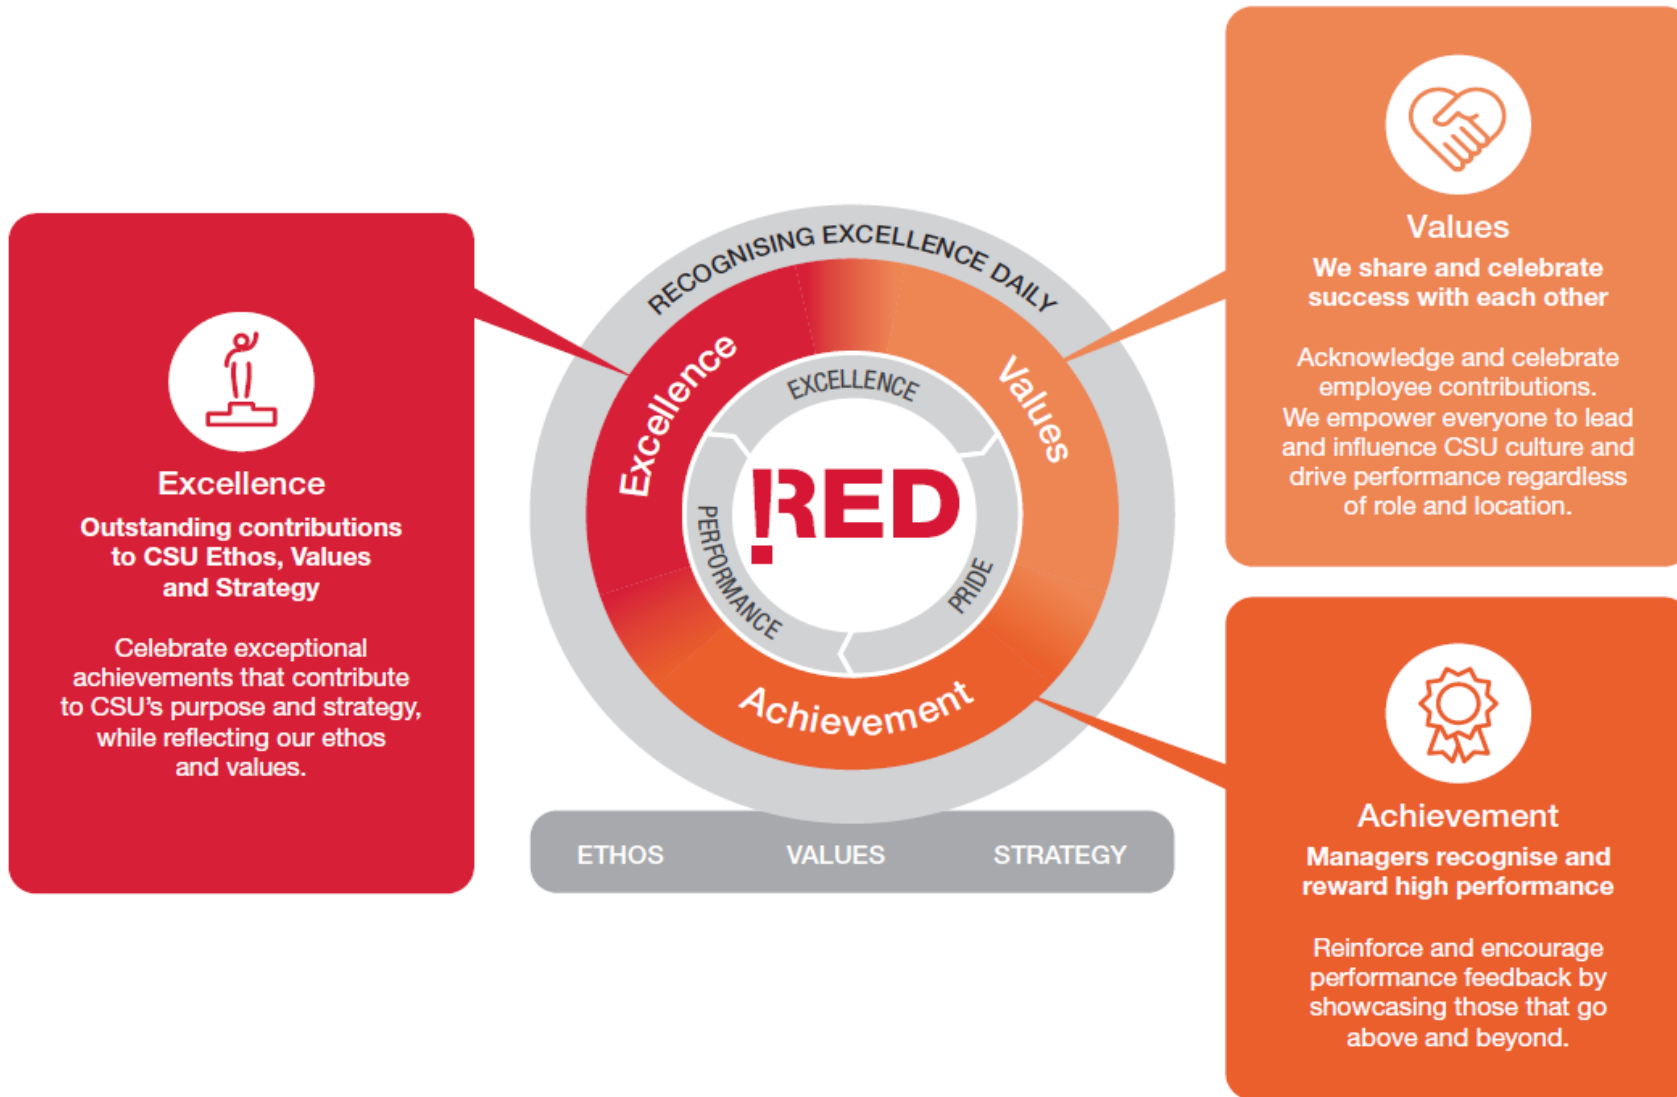 Excellence
Outstanding contributions
to CSU Ethos, Values
and Strategy
Celebrate exceptional
achievements that contribute
to CSU's purpose and strategy,
while reflecting our ethos
and values.
RECOGNISING EXCELLENCE DAILY
Excellence
Values
Achievement
EXCELLENCE
PRIDE
PERFORMANCE
!RED
ETHOS VALUES STRATEGY
Values
We share and celebrate
success with each other
Acknowledge and celebrate
employee contributions.
We empower everyone to lead
and influence CSU culture and
drive performance regardless
of role and location.
Achievement
Managers recognise and
reward high performance
Reinforce and encourage
performance feedback by
showcasing those that go
above and beyond.